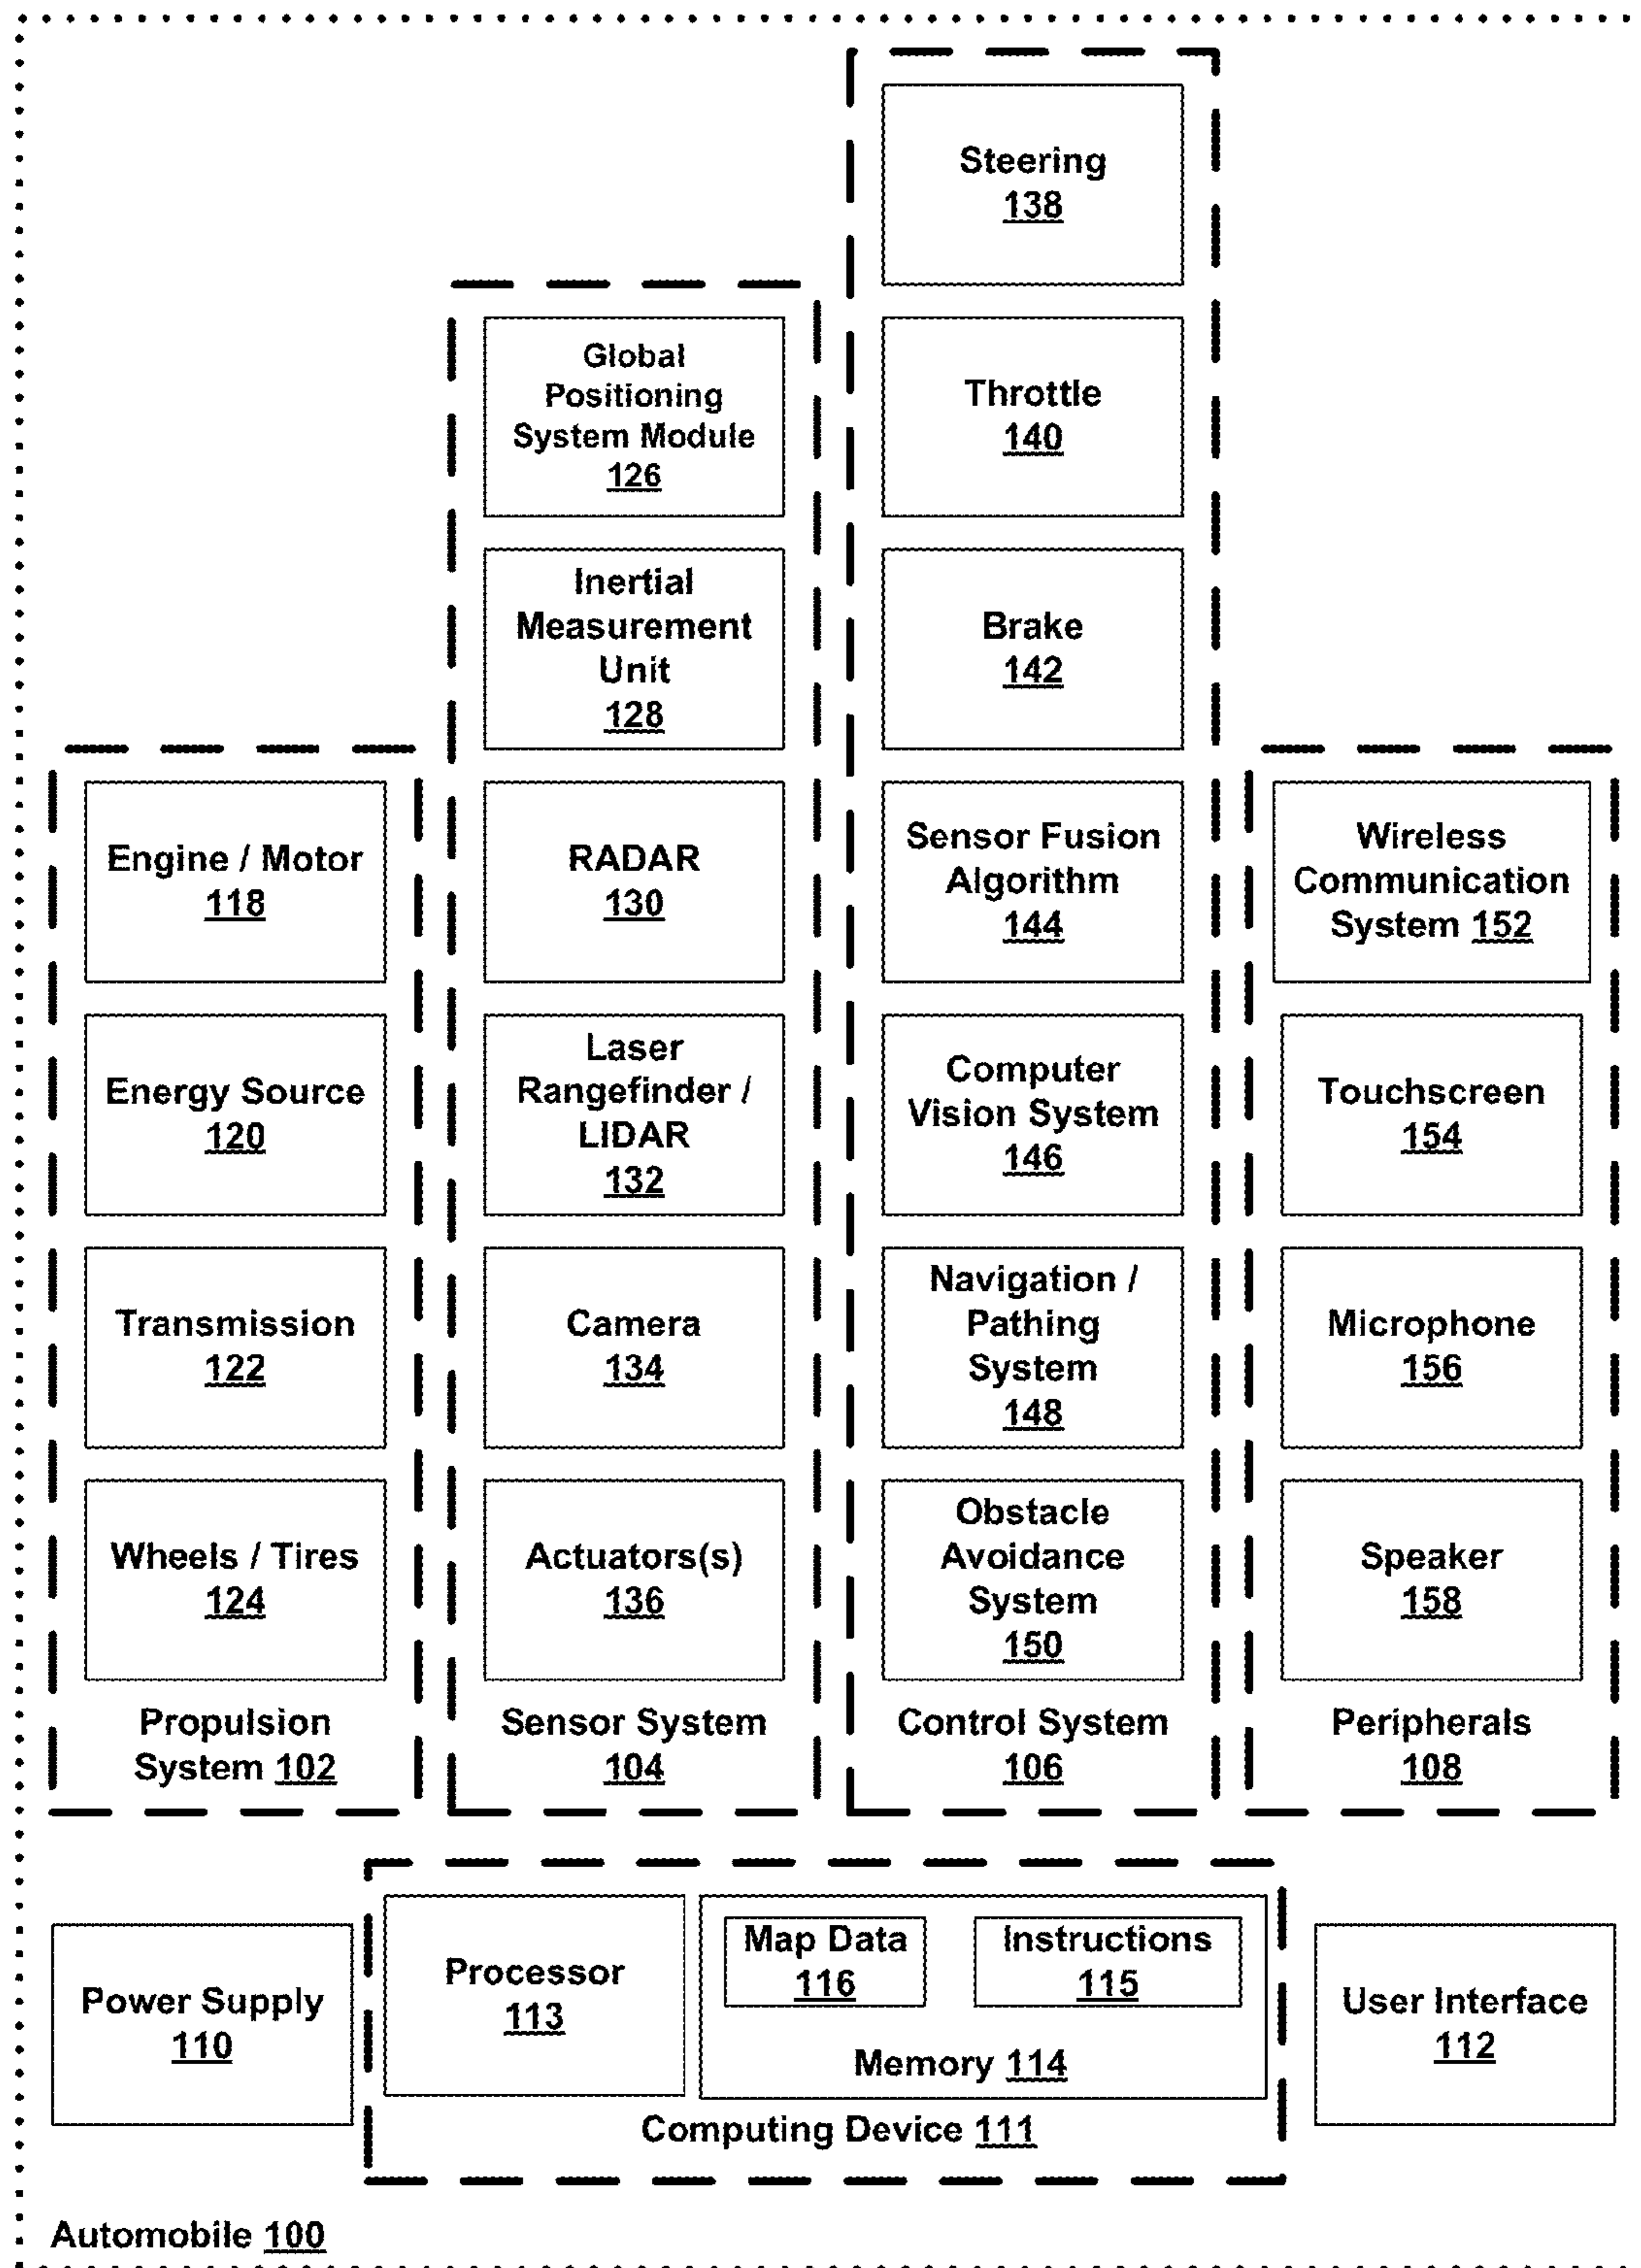 Steering
138
Throttle
140
Brake
142
Sensor Fusion
Algorithm
144
Computer
Vision System
146
Navigation /
Pathing
System
148
Obstacle
Avoidance
System
150
Control System
106
Global
Positioning
System Module
126
Inertial
Measurement
Unit
128
RADAR
130
Laser
Rangefinder /
LIDAR
132
Camera
134
Actuators(s)
136
Sensor System
104
Engine / Motor
118
Energy Source
120
Transmission
122
Wheels / Tires
124
Propulsion
System 102
Wireless
Communication
System 152
Touchscreen
154
Microphone
156
Speaker
158
Peripherals
108
Power Supply
110
Processor
113
Map Data
116
Instructions
115
Memory 114
Computing Device 111
User Interface
112
Automobile 100